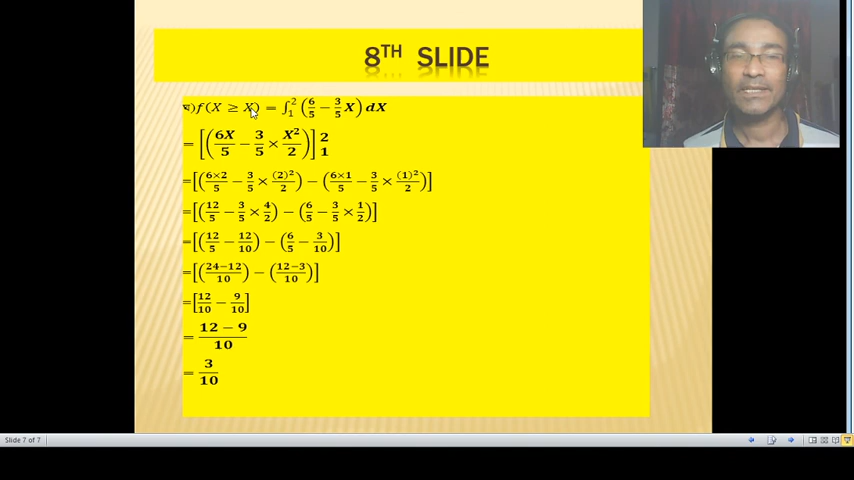 8TH SLIDE
ঘ)f(X ≥ X) = ∫₁² (6/5 − 3/5 X) dX
= [(6X/5 − 3/5 × X²/2)] 2 1
=[(6×2/5 − 3/5 × (2)²/2) − (6×1/5 − 3/5 × (1)²/2)]
=[(12/5 − 3/5 × 4/2) − (6/5 − 3/5 × 1/2)]
=[(12/5 − 12/10) − (6/5 − 3/10)]
=[(24−12/10) − (12−3/10)]
=[12/10 − 9/10]
= 12 − 9/10
= 3/10
Slide 7 of 7